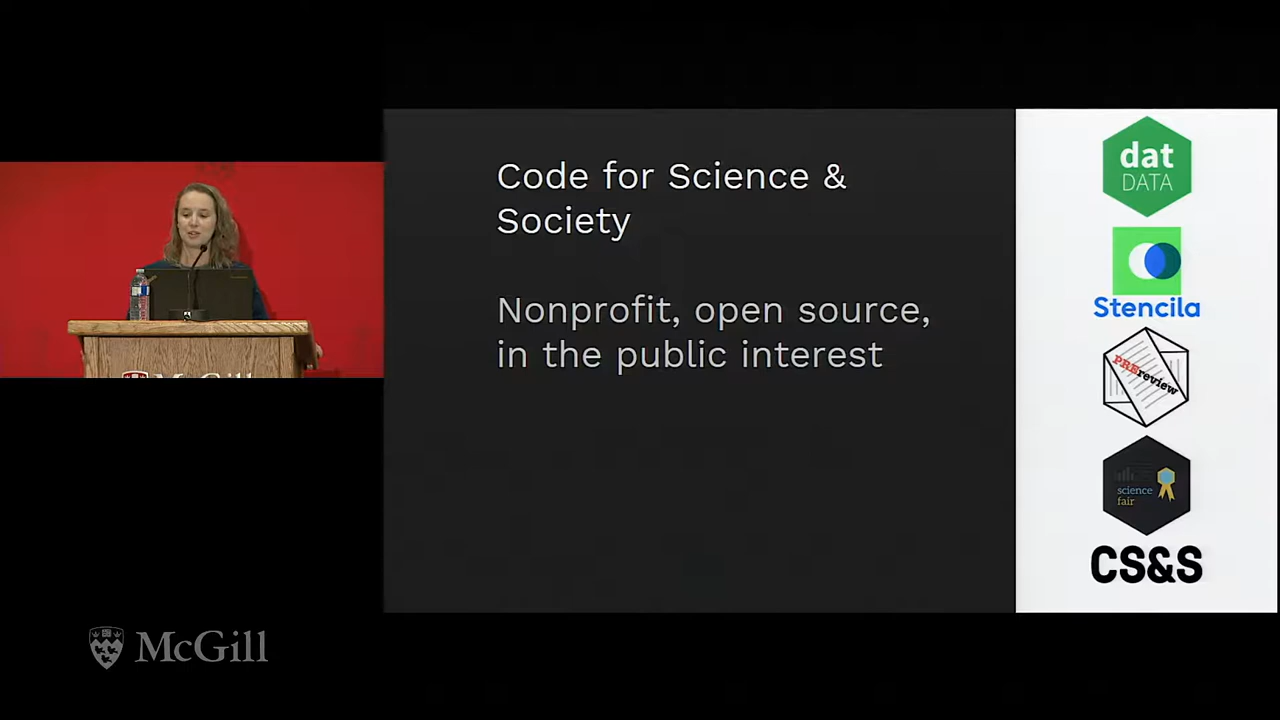 Code for Science &
Society
Nonprofit, open source,
in the public interest
dat
DATA
Stencila
PREreview
science
fair
CS&S
McGill
McGill